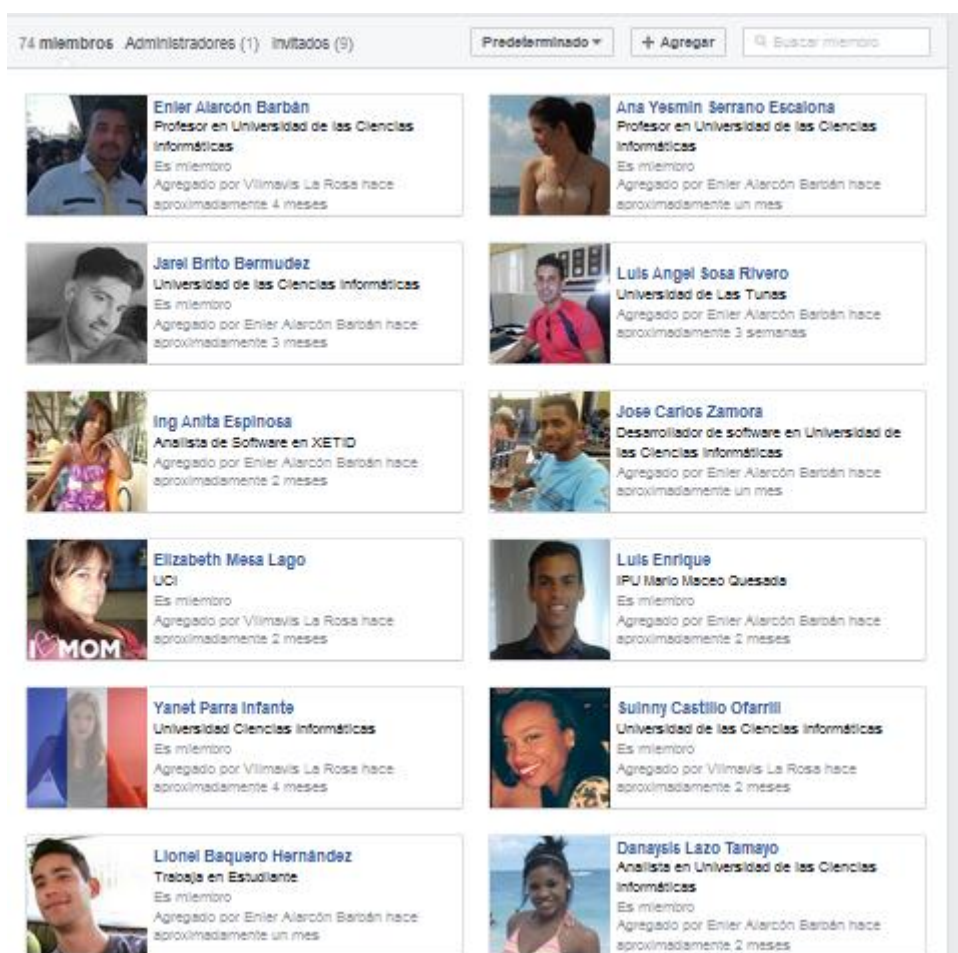 74 miembros Administradores (1) Invitados (9) Predeterminado + Agregar Buscar miembro
Enier Alarcón Barbán
Profesor en Universidad de las Ciencias
Informáticas
Es miembro
Agregado por Vilmavis La Rosa hace
aproximadamente 4 meses
Ana Yesmin Serrano Escalona
Profesor en Universidad de las Ciencias
Informáticas
Es miembro
Agregado por Enier Alarcón Barbán hace
aproximadamente un mes
Jarel Brito Bermudez
Universidad de las Ciencias Informáticas
Es miembro
Agregado por Enier Alarcón Barbán hace
aproximadamente 3 meses
Luis Angel Sosa Rivero
Universidad de Las Tunas
Agregado por Enier Alarcón Barbán hace
aproximadamente 3 semanas
Ing Anita Espinosa
Analista de Software en XETID
Agregado por Enier Alarcón Barbán hace
aproximadamente 2 meses
Jose Carlos Zamora
Desarrollador de software en Universidad de
las Ciencias Informáticas
Agregado por Enier Alarcón Barbán hace
aproximadamente un mes
I MOM
Elizabeth Mesa Lago
UCI
Es miembro
Agregado por Vilmavis La Rosa hace
aproximadamente 2 meses
Luis Enrique
IPU Mario Maceo Quesada
Es miembro
Agregado por Enier Alarcón Barbán hace
aproximadamente 2 meses
Yanet Parra Infante
Universidad Ciencias Informáticas
Es miembro
Agregado por Vilmavis La Rosa hace
aproximadamente 4 meses
Suinny Castillo Ofarrill
Universidad de las Ciencias Informáticas
Es miembro
Agregado por Vilmavis La Rosa hace
aproximadamente 2 meses
Lionel Baquero Hernández
Trabaja en Estudiante
Es miembro
Agregado por Enier Alarcón Barbán hace
aproximadamente un mes
Danaysis Lazo Tamayo
Analista en Universidad de las Ciencias
Informáticas
Es miembro
Agregado por Enier Alarcón Barbán hace
aproximadamente 2 meses